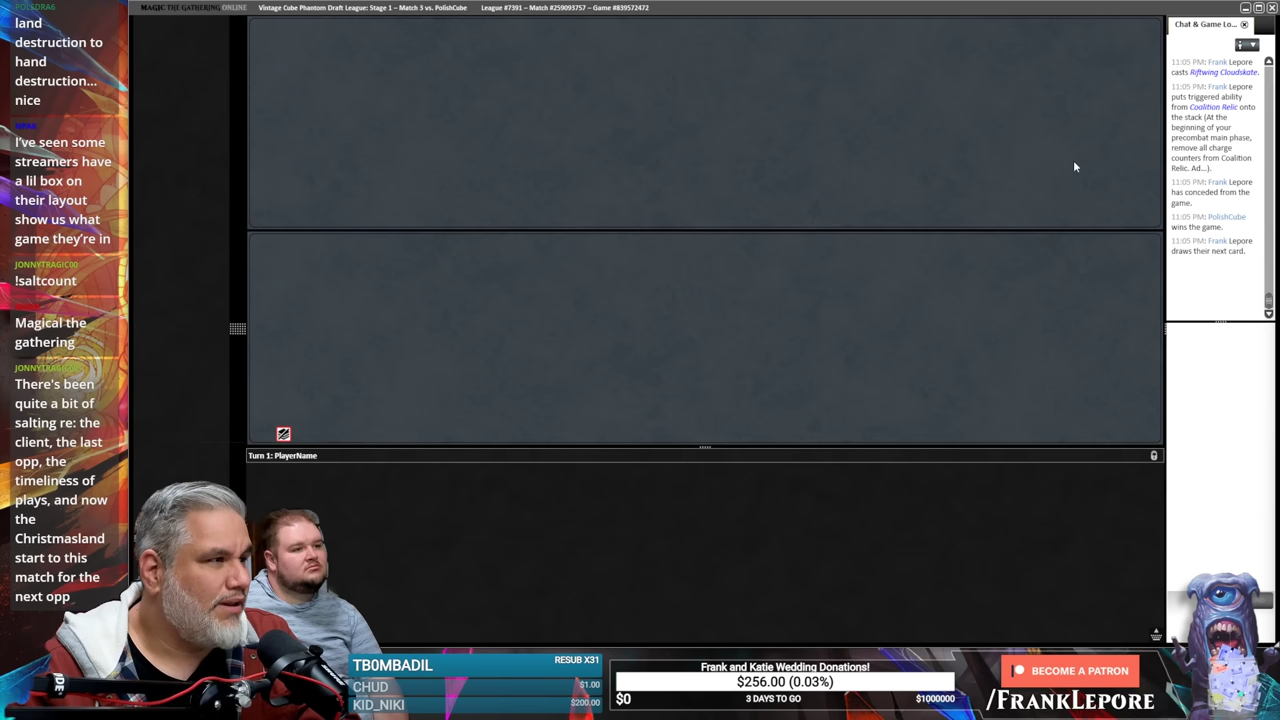 MAGIC THE GATHERING ONLINE
Vintage Cube Phantom Draft League: Stage 1 – Match 3 vs. PolishCube
League #7391 – Match #259093757 – Game #839572472
POLEDRA6
land
destruction to
hand
destruction...
nice
I've seen some
streamers have
a lil box on
their layout
show us what
game they're in
JONNYTRAGIC00
!saltcount
Magical the
gathering
JONNYTRAGIC00
There's been
quite a bit of
salting re: the
client, the last
opp, the
timeliness of
plays, and now
the
Christmasland
start to this
match for the
next opp
Chat & Game Lo...
11:05 PM: Frank Lepore
casts Riftwing Cloudskate.
11:05 PM: Frank Lepore
puts triggered ability
from Coalition Relic onto
the stack (At the
beginning of your
precombat main phase,
remove all charge
counters from Coalition
Relic. Ad...).
11:05 PM: Frank Lepore
has conceded from the
game.
11:05 PM: PolishCube
wins the game.
11:05 PM: Frank Lepore
draws their next card.
Turn 1: PlayerName
TB0MBADIL
RESUB X31
CHUD
$1.00
KID_NIKI
$200.00
Frank and Katie Wedding Donations!
$256.00 (0.03%)
$0
3 DAYS TO GO
$1000000
BECOME A PATRON
/FRANKLEPORE